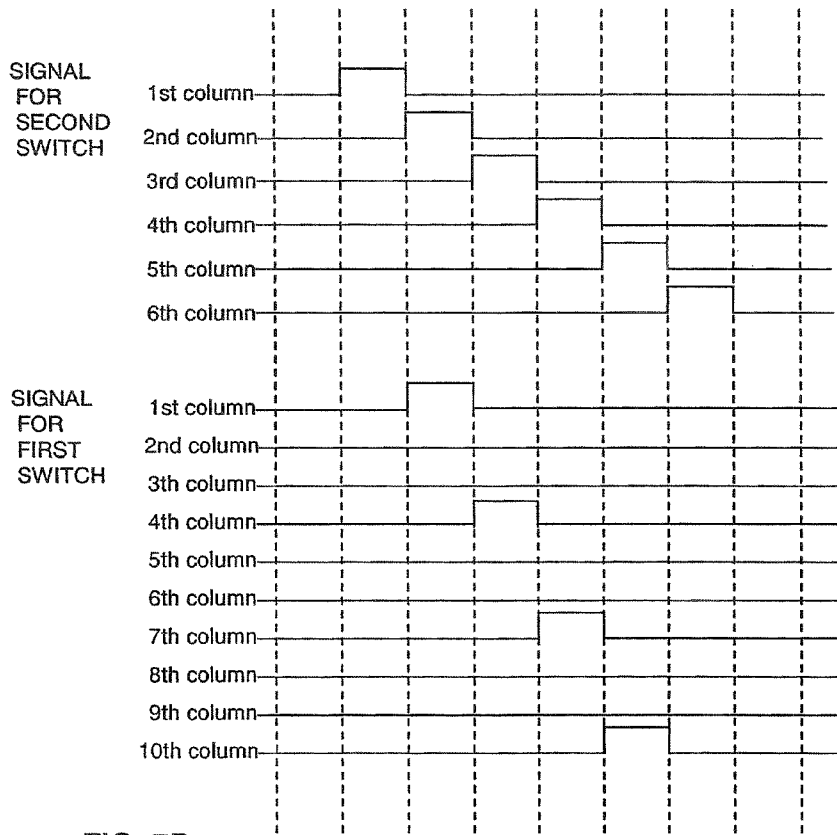 SIGNAL
FOR
SECOND
SWITCH
1st column
2nd column
3rd column
4th column
5th column
6th column
SIGNAL
FOR
FIRST
SWITCH
1st column
2nd column
3th column
4th column
5th column
6th column
7th column
8th column
9th column
10th column